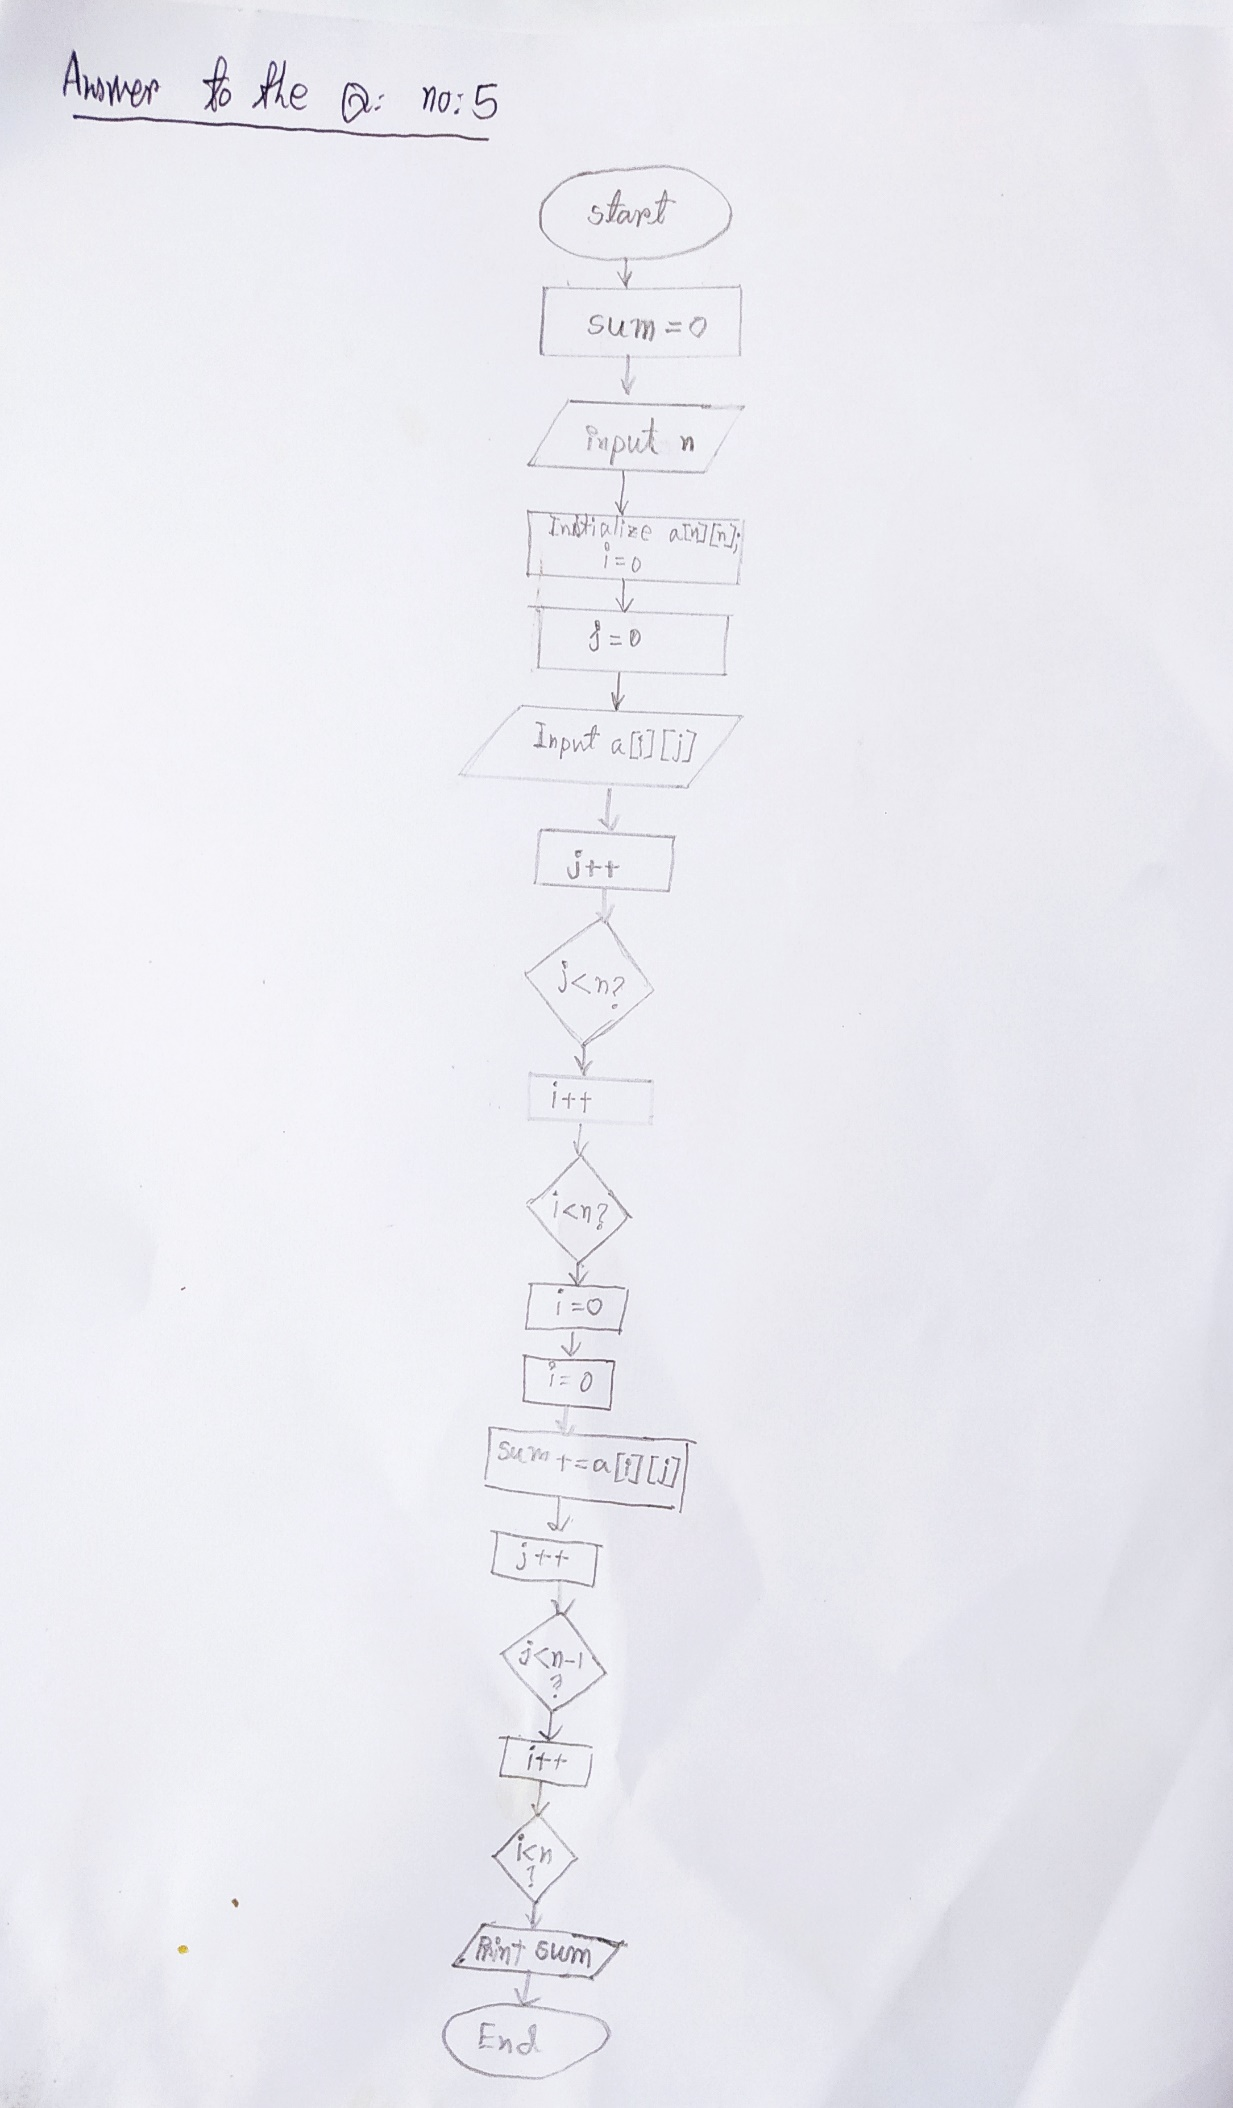 Answer to the Q: no: 5
start
sum = 0
input n
Initialize a[n][n];
i = 0
j = 0
Input a[i][j]
j++
j<n?
i++
i<n?
i=0
i=0
sum+=a[i][j]
j++
j<n-1
?
i++
i<n
?
Print sum
End